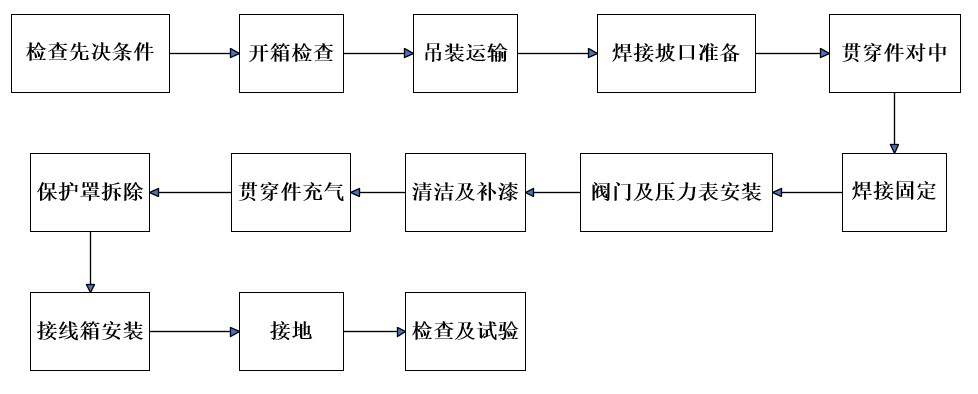 检查先决条件
开箱检查
吊装运输
焊接坡口准备
贯穿件对中
焊接固定
阀门及压力表安装
清洁及补漆
贯穿件充气
保护罩拆除
接线箱安装
接地
检查及试验